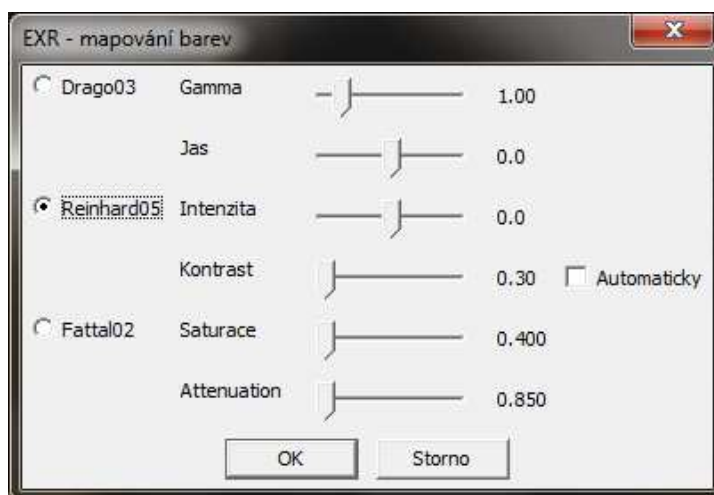 EXR - mapování barev
Drago03 Gamma 1.00
Jas 0.0
Reinhard05 Intenzita 0.0
Kontrast 0.30 Automaticky
Fattal02 Saturace 0.400
Attenuation 0.850
OK Storno